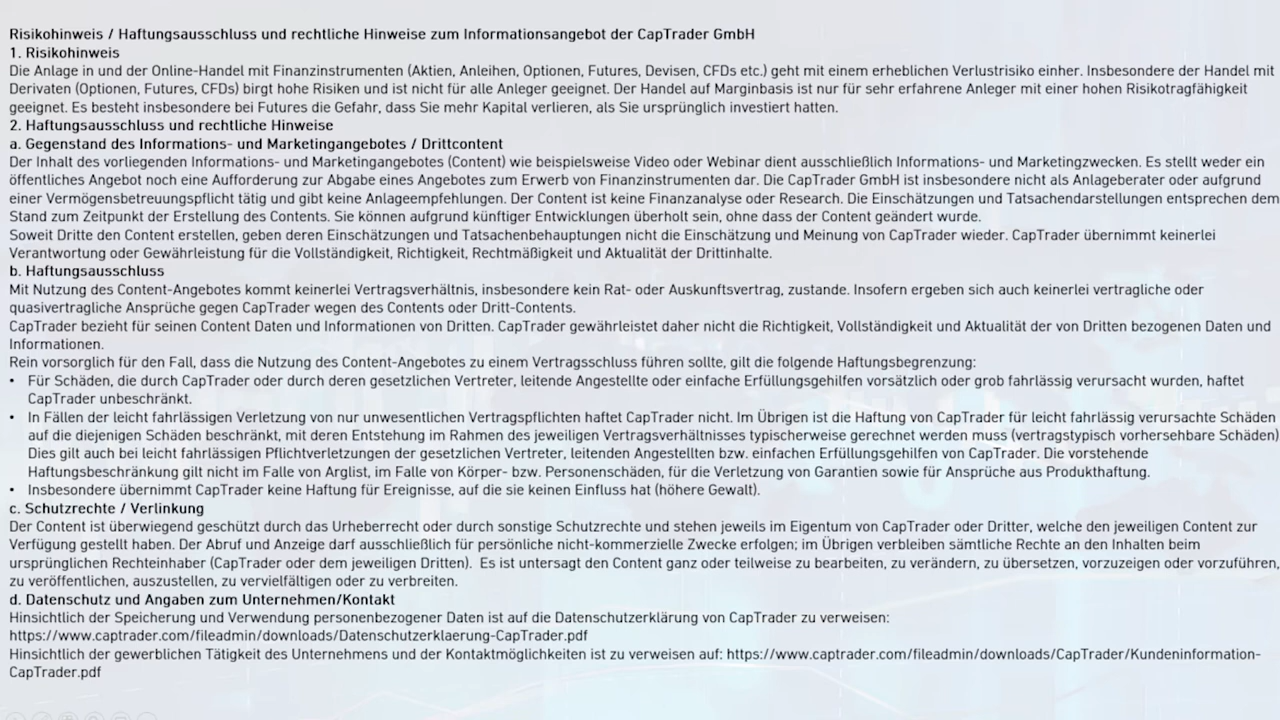 Risikohinweis / Haftungsausschluss und rechtliche Hinweise zum Informationsangebot der CapTrader GmbH
1. Risikohinweis
Die Anlage in und der Online-Handel mit Finanzinstrumenten (Aktien, Anleihen, Optionen, Futures, Devisen, CFDs etc.) geht mit einem erheblichen Verlustrisiko einher. Insbesondere der Handel mit
Derivaten (Optionen, Futures, CFDs) birgt hohe Risiken und ist nicht für alle Anleger geeignet. Der Handel auf Marginbasis ist nur für sehr erfahrene Anleger mit einer hohen Risikotragfähigkeit
geeignet. Es besteht insbesondere bei Futures die Gefahr, dass Sie mehr Kapital verlieren, als Sie ursprünglich investiert hatten.
2. Haftungsausschluss und rechtliche Hinweise
a. Gegenstand des Informations- und Marketingangebotes / Drittcontent
Der Inhalt des vorliegenden Informations- und Marketingangebotes (Content) wie beispielsweise Video oder Webinar dient ausschließlich Informations- und Marketingzwecken. Es stellt weder ein
öffentliches Angebot noch eine Aufforderung zur Abgabe eines Angebotes zum Erwerb von Finanzinstrumenten dar. Die CapTrader GmbH ist insbesondere nicht als Anlageberater oder aufgrund
einer Vermögensbetreuungspflicht tätig und gibt keine Anlageempfehlungen. Der Content ist keine Finanzanalyse oder Research. Die Einschätzungen und Tatsachendarstellungen entsprechen dem
Stand zum Zeitpunkt der Erstellung des Contents. Sie können aufgrund künftiger Entwicklungen überholt sein, ohne dass der Content geändert wurde.
Soweit Dritte den Content erstellen, geben deren Einschätzungen und Tatsachenbehauptungen nicht die Einschätzung und Meinung von CapTrader wieder. CapTrader übernimmt keinerlei
Verantwortung oder Gewährleistung für die Vollständigkeit, Richtigkeit, Rechtmäßigkeit und Aktualität der Drittinhalte.
b. Haftungsausschluss
Mit Nutzung des Content-Angebotes kommt keinerlei Vertragsverhältnis, insbesondere kein Rat- oder Auskunftsvertrag, zustande. Insofern ergeben sich auch keinerlei vertragliche oder
quasivertragliche Ansprüche gegen CapTrader wegen des Contents oder Dritt-Contents.
CapTrader bezieht für seinen Content Daten und Informationen von Dritten. CapTrader gewährleistet daher nicht die Richtigkeit, Vollständigkeit und Aktualität der von Dritten bezogenen Daten und
Informationen.
Rein vorsorglich für den Fall, dass die Nutzung des Content-Angebotes zu einem Vertragsschluss führen sollte, gilt die folgende Haftungsbegrenzung:
• Für Schäden, die durch CapTrader oder durch deren gesetzlichen Vertreter, leitende Angestellte oder einfache Erfüllungsgehilfen vorsätzlich oder grob fahrlässig verursacht wurden, haftet
CapTrader unbeschränkt.
• In Fällen der leicht fahrlässigen Verletzung von nur unwesentlichen Vertragspflichten haftet CapTrader nicht. Im Übrigen ist die Haftung von CapTrader für leicht fahrlässig verursachte Schäden
auf die diejenigen Schäden beschränkt, mit deren Entstehung im Rahmen des jeweiligen Vertragsverhältnisses typischerweise gerechnet werden muss (vertragstypisch vorhersehbare Schäden)
Dies gilt auch bei leicht fahrlässigen Pflichtverletzungen der gesetzlichen Vertreter, leitenden Angestellten bzw. einfachen Erfüllungsgehilfen von CapTrader. Die vorstehende
Haftungsbeschränkung gilt nicht im Falle von Arglist, im Falle von Körper- bzw. Personenschäden, für die Verletzung von Garantien sowie für Ansprüche aus Produkthaftung.
• Insbesondere übernimmt CapTrader keine Haftung für Ereignisse, auf die sie keinen Einfluss hat (höhere Gewalt).
c. Schutzrechte / Verlinkung
Der Content ist überwiegend geschützt durch das Urheberrecht oder durch sonstige Schutzrechte und stehen jeweils im Eigentum von CapTrader oder Dritter, welche den jeweiligen Content zur
Verfügung gestellt haben. Der Abruf und Anzeige darf ausschließlich für persönliche nicht-kommerzielle Zwecke erfolgen; im Übrigen verbleiben sämtliche Rechte an den Inhalten beim
ursprünglichen Rechteinhaber (CapTrader oder dem jeweiligen Dritten). Es ist untersagt den Content ganz oder teilweise zu bearbeiten, zu verändern, zu übersetzen, vorzuzeigen oder vorzuführen,
zu veröffentlichen, auszustellen, zu vervielfältigen oder zu verbreiten.
d. Datenschutz und Angaben zum Unternehmen/Kontakt
Hinsichtlich der Speicherung und Verwendung personenbezogener Daten ist auf die Datenschutzerklärung von CapTrader zu verweisen:
https://www.captrader.com/fileadmin/downloads/Datenschutzerklaerung-CapTrader.pdf
Hinsichtlich der gewerblichen Tätigkeit des Unternehmens und der Kontaktmöglichkeiten ist zu verweisen auf: https://www.captrader.com/fileadmin/downloads/CapTrader/Kundeninformation-
CapTrader.pdf